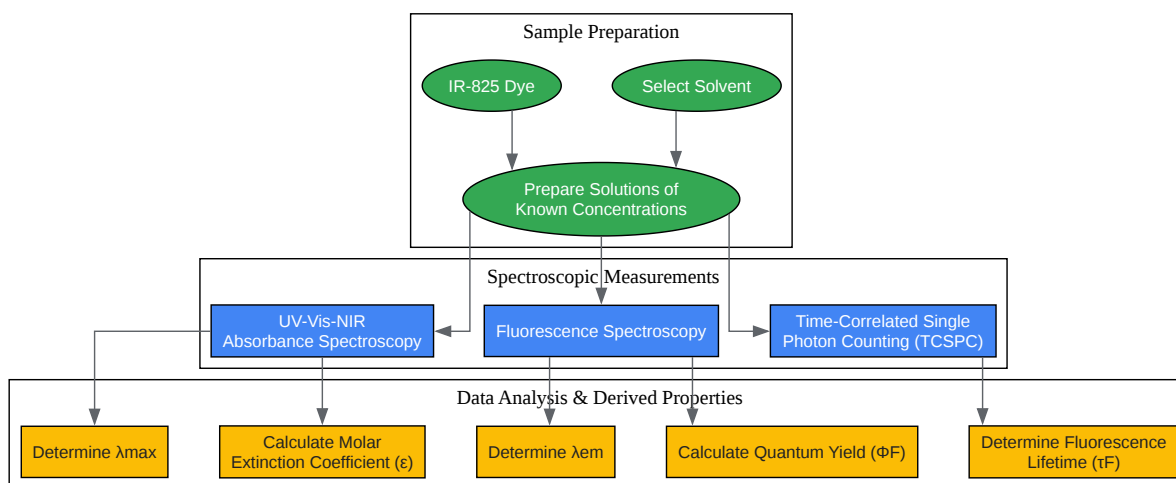 Sample Preparation
IR-825 Dye
Select Solvent
Prepare Solutions of
Known Concentrations
Spectroscopic Measurements
UV-Vis-NIR
Absorbance Spectroscopy
Fluorescence Spectroscopy
Time-Correlated Single
Photon Counting (TCSPC)
Data Analysis & Derived Properties
Determine λmax
Calculate Molar
Extinction Coefficient (ε)
Determine λem
Calculate Quantum Yield (ΦF)
Determine Fluorescence
Lifetime (τF)